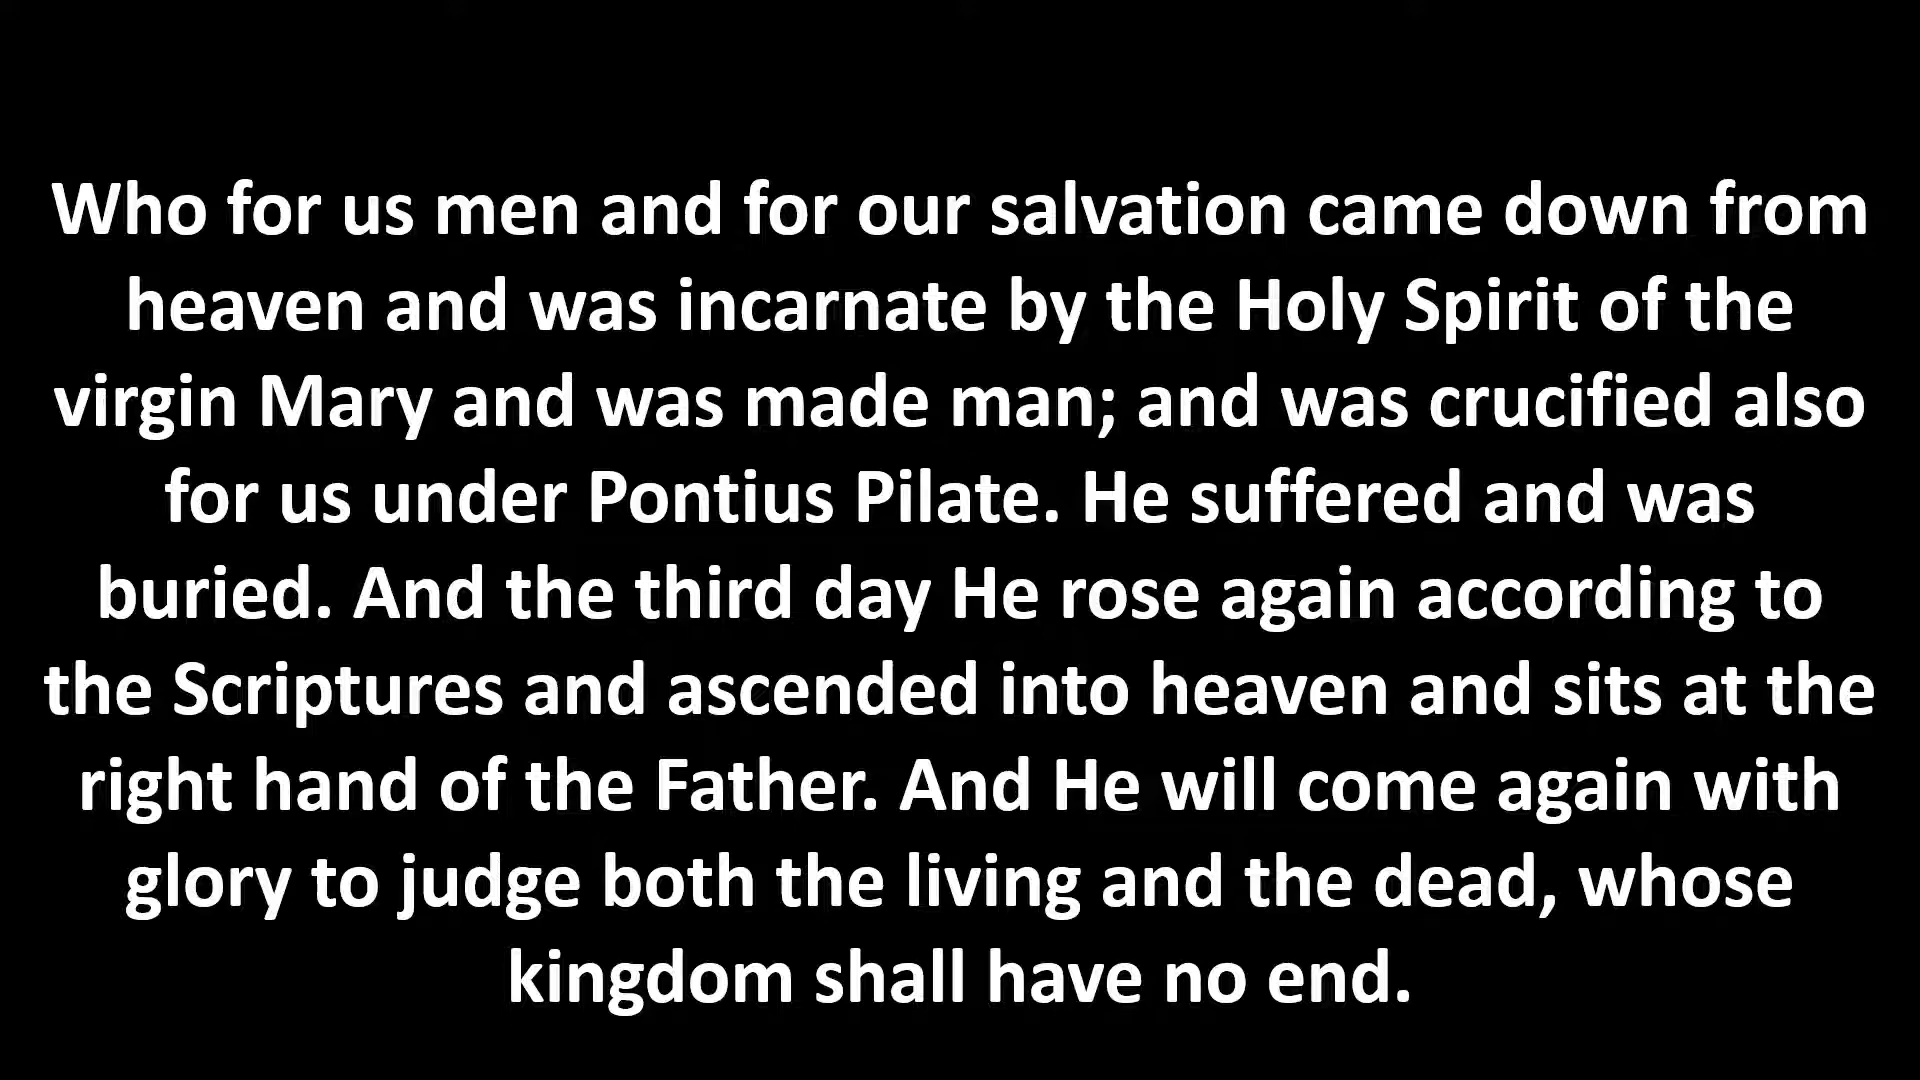 Who for us men and for our salvation came down from
heaven and was incarnate by the Holy Spirit of the
virgin Mary and was made man; and was crucified also
for us under Pontius Pilate. He suffered and was
buried. And the third day He rose again according to
the Scriptures and ascended into heaven and sits at the
right hand of the Father. And He will come again with
glory to judge both the living and the dead, whose
kingdom shall have no end.